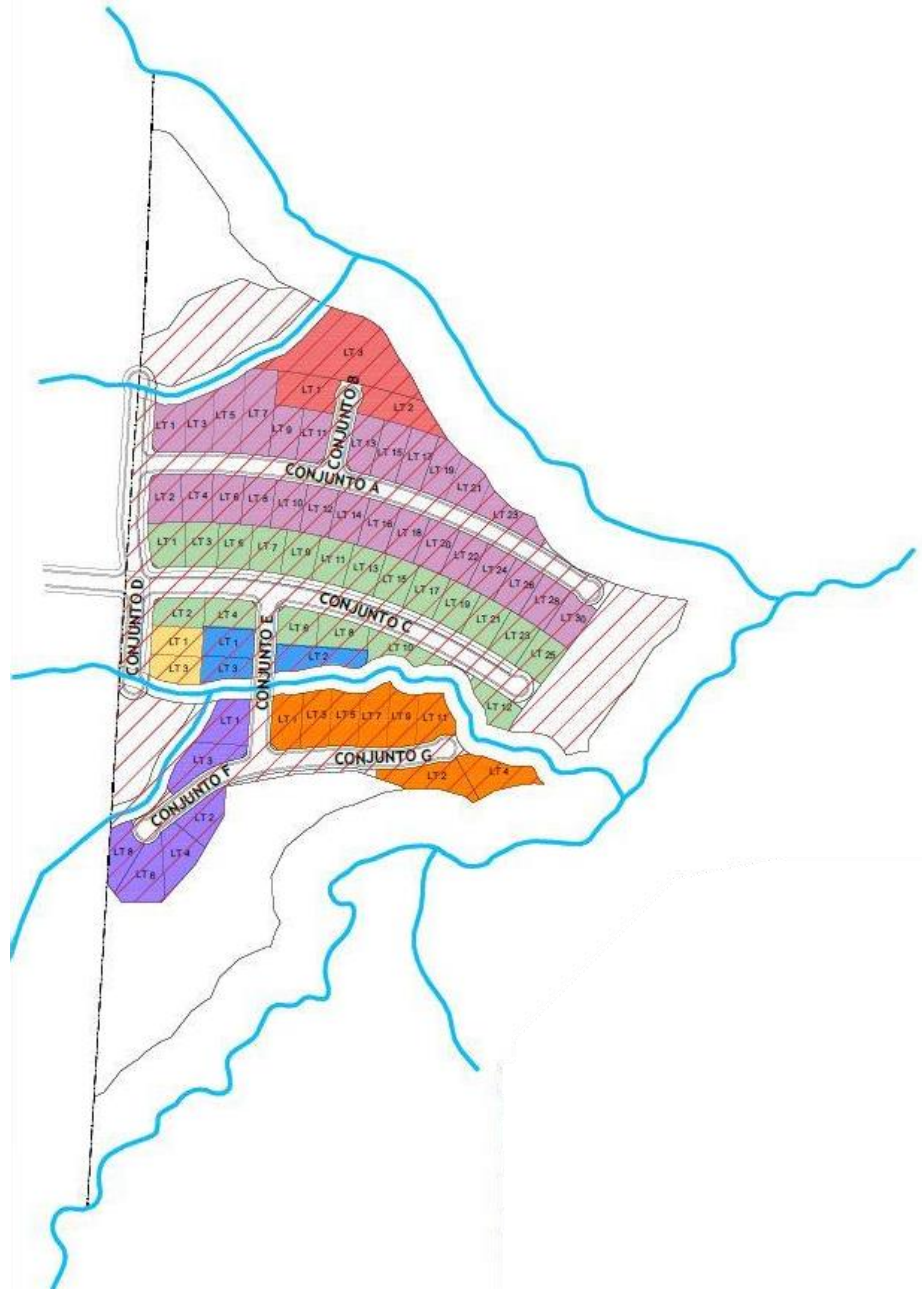 LT 3
LT 1
CONJUNTO B
LT 2
LT 1
LT 3
LT 5
LT 7
LT 9
LT 11
LT 13
LT 15
LT 17
LT 19
LT 21
LT 23
CONJUNTO A
LT 2
LT 4
LT 6
LT 8
LT 10
LT 12
LT 14
LT 16
LT 18
LT 20
LT 22
LT 24
LT 26
LT 28
LT 30
LT 1
LT 3
LT 5
LT 7
LT 9
LT 11
LT 13
LT 15
LT 17
LT 19
LT 21
LT 23
LT 25
CONJUNTO C
CONJUNTO D
LT 2
LT 4
CONJUNTO E
LT 6
LT 8
LT 10
LT 12
LT 1
LT 1
LT 3
LT 3
LT 2
LT 1
LT 3
LT 5
LT 7
LT 9
LT 11
LT 1
LT 3
CONJUNTO G
LT 2
LT 4
CONJUNTO F
LT 2
LT 4
LT 8
LT 6